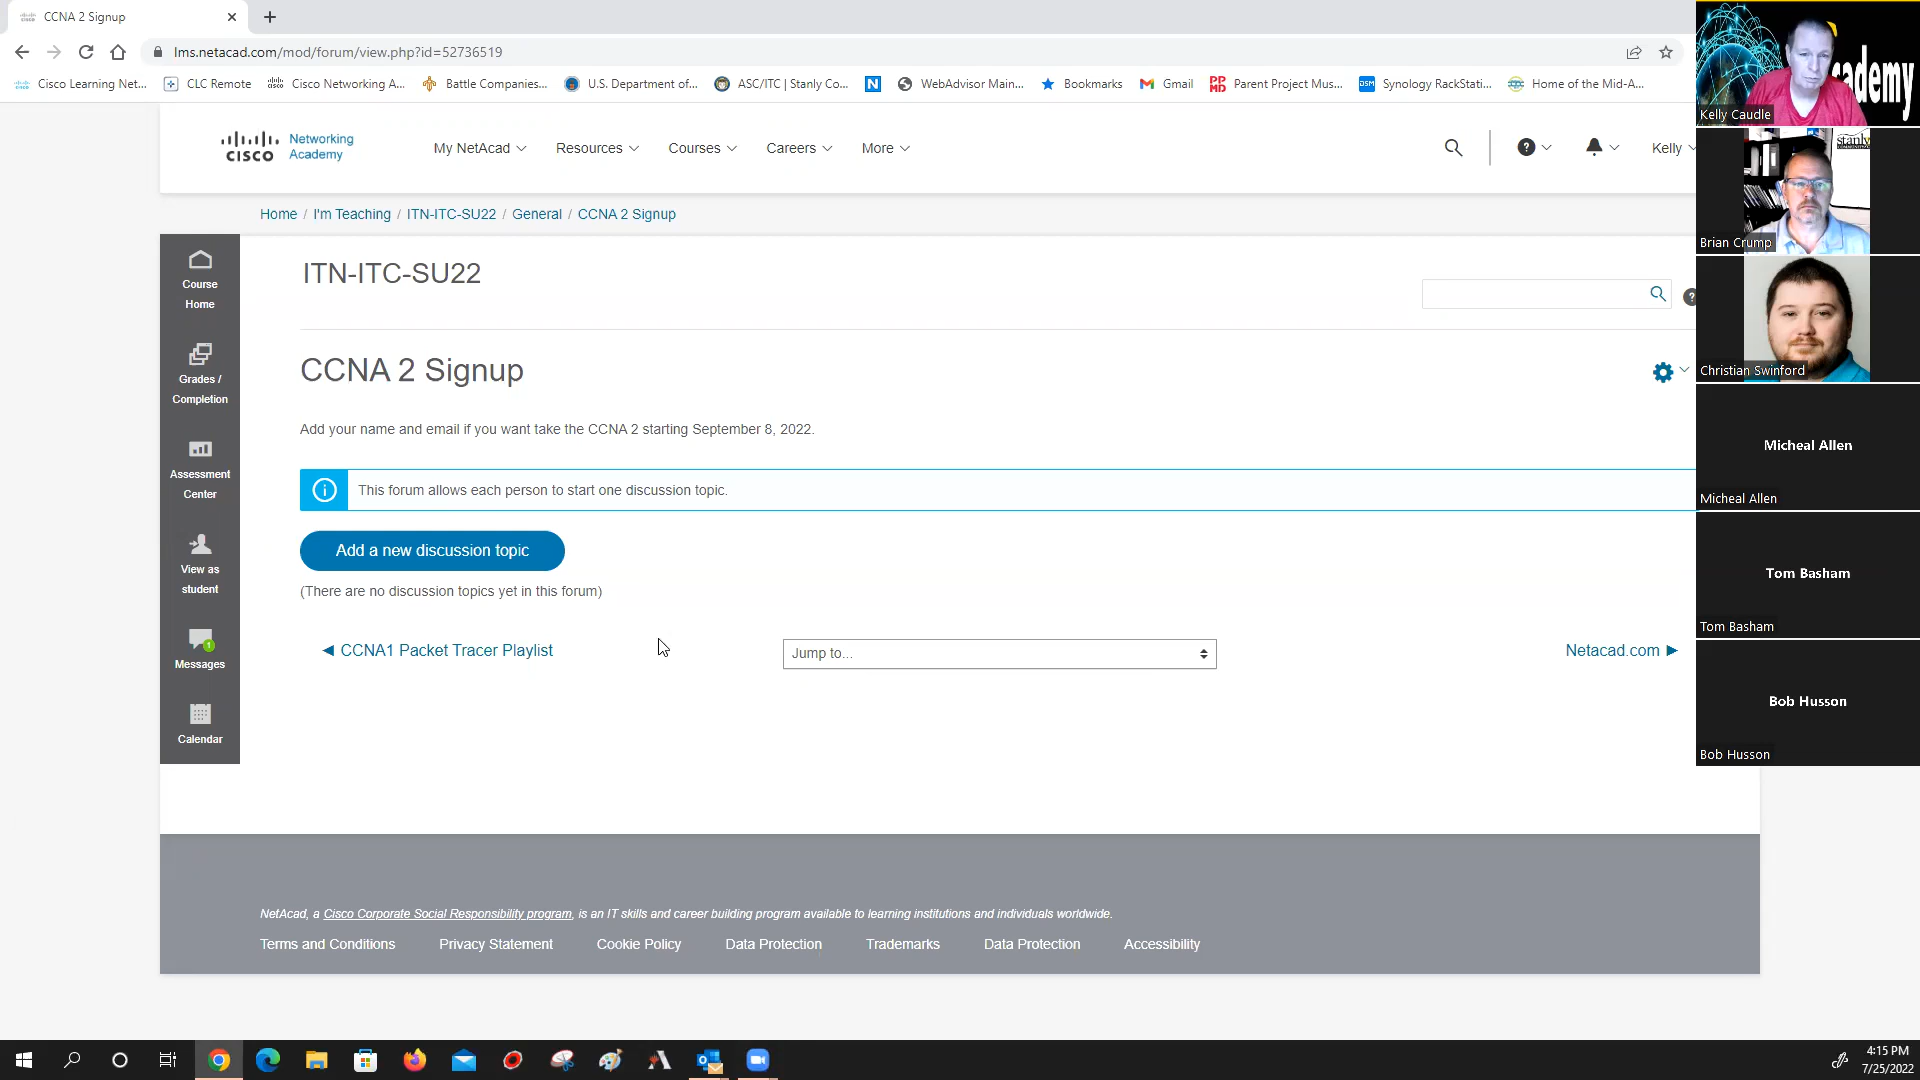 CCNA 2 Signup
lms.netacad.com/mod/forum/view.php?id=52736519
Cisco Learning Net... CLC Remote Cisco Networking A... Battle Companies... U.S. Department of... ASC/ITC | Stanly Co... N WebAdvisor Main... Bookmarks Gmail Parent Project Mus... DSM Synology RackStati... Home of the Mid-A...
cisco Networking Academy
My NetAcad Resources Courses Careers More Kelly
Home / I'm Teaching / ITN-ITC-SU22 / General / CCNA 2 Signup
Course Home
Grades / Completion
Assessment Center
View as student
1
Messages
Calendar
ITN-ITC-SU22
CCNA 2 Signup
Add your name and email if you want take the CCNA 2 starting September 8, 2022.
This forum allows each person to start one discussion topic.
Add a new discussion topic
(There are no discussion topics yet in this forum)
◄ CCNA1 Packet Tracer Playlist
Jump to...
Netacad.com ►
NetAcad, a Cisco Corporate Social Responsibility program, is an IT skills and career building program available to learning institutions and individuals worldwide.
Terms and Conditions Privacy Statement Cookie Policy Data Protection Trademarks Data Protection Accessibility
ademy
Kelly Caudle
stanly
Brian Crump
Christian Swinford
Micheal Allen
Micheal Allen
Tom Basham
Tom Basham
Bob Husson
Bob Husson
4:15 PM
7/25/2022